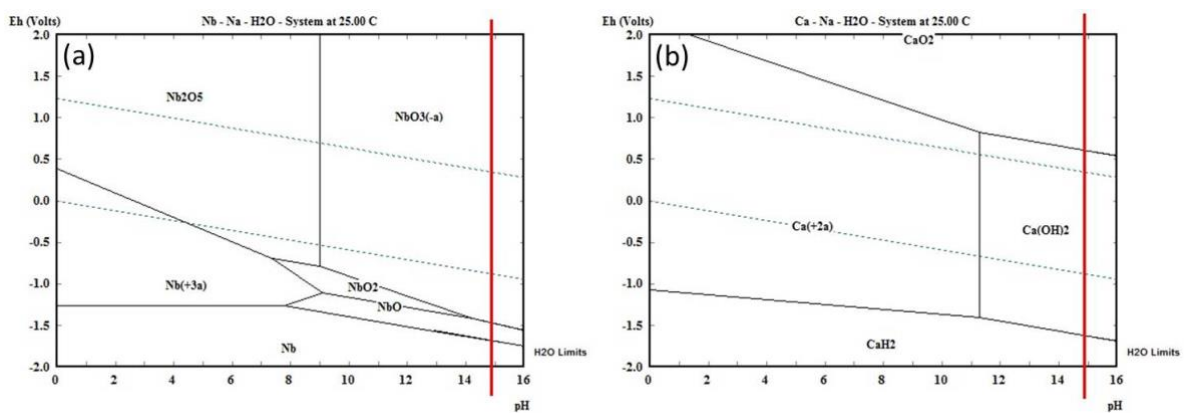 Eh (Volts) Nb - Na - H2O - System at 25.00 C
2.0
(a)
1.5
Nb2O5
1.0
NbO3(-a)
0.5
0.0
-0.5
Nb(+3a)
NbO2
-1.0
NbO
-1.5
Nb
-2.0
H2O Limits
0 2 4 6 8 10 12 14 16
pH
Eh (Volts) Ca - Na - H2O - System at 25.00 C
2.0
CaO2
(b)
1.5
1.0
0.5
0.0
Ca(+2a)
Ca(OH)2
-0.5
-1.0
-1.5
CaH2
-2.0
H2O Limits
0 2 4 6 8 10 12 14 16
pH